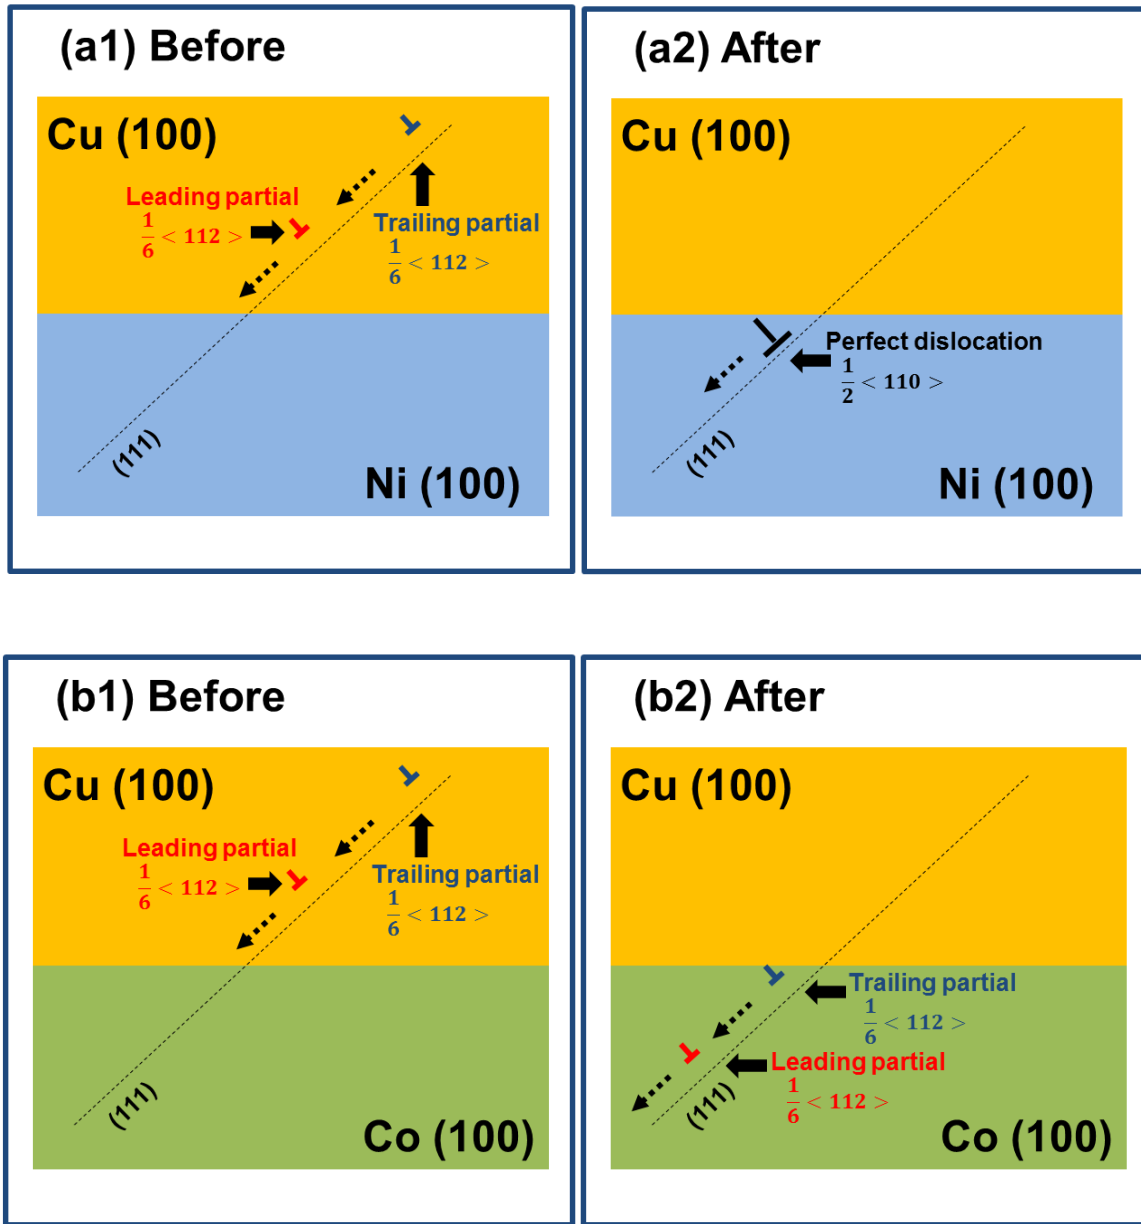 (a1) Before
Cu (100)
Leading partial
1/6 < 112 >
Trailing partial
1/6 < 112 >
(111)
Ni (100)
(a2) After
Cu (100)
Perfect dislocation
1/2 < 110 >
(111)
Ni (100)
(b1) Before
Cu (100)
Leading partial
1/6 < 112 >
Trailing partial
1/6 < 112 >
(111)
Co (100)
(b2) After
Cu (100)
Trailing partial
1/6 < 112 >
Leading partial
1/6 < 112 >
(111)
Co (100)